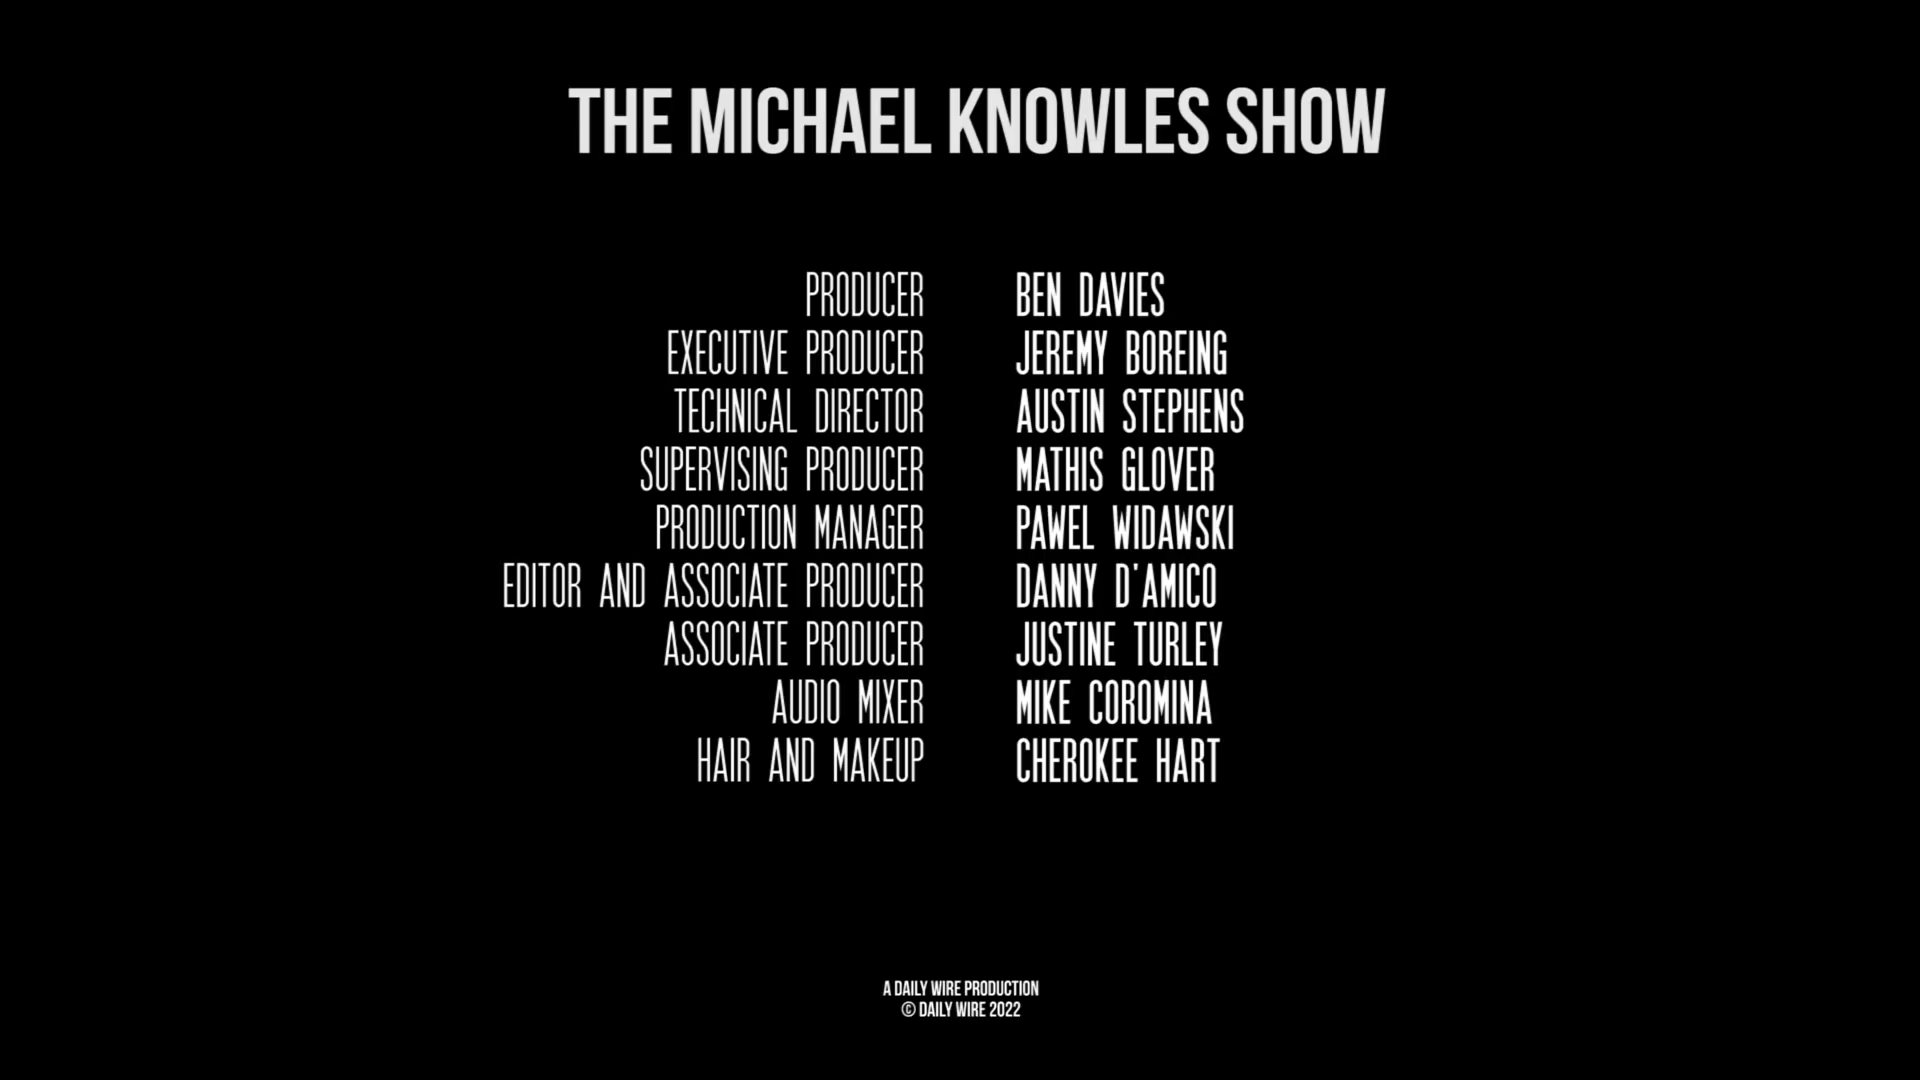 THE MICHAEL KNOWLES SHOW
PRODUCER BEN DAVIES
EXECUTIVE PRODUCER JEREMY BOREING
TECHNICAL DIRECTOR AUSTIN STEPHENS
SUPERVISING PRODUCER MATHIS GLOVER
PRODUCTION MANAGER PAWEL WIDAWSKI
EDITOR AND ASSOCIATE PRODUCER DANNY D'AMICO
ASSOCIATE PRODUCER JUSTINE TURLEY
AUDIO MIXER MIKE COROMINA
HAIR AND MAKEUP CHEROKEE HART
A DAILY WIRE PRODUCTION
© DAILY WIRE 2022